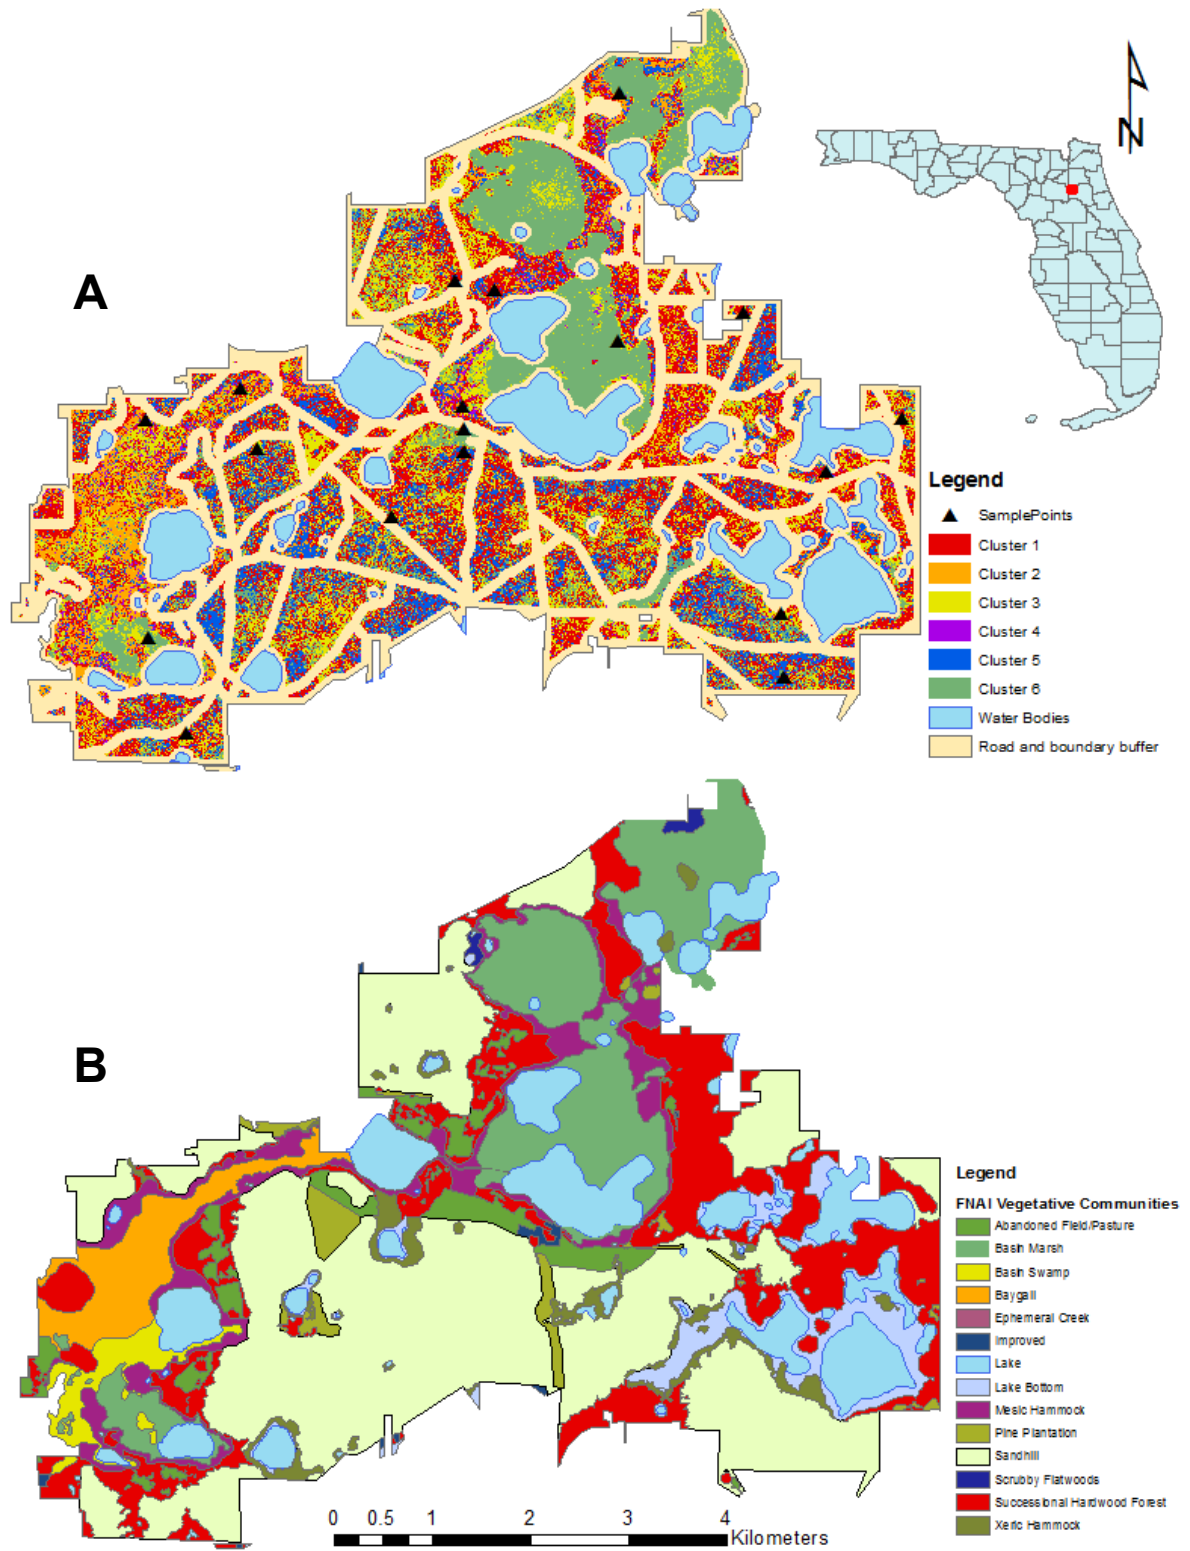 N
A
Legend
SamplePoints
Cluster 1
Cluster 2
Cluster 3
Cluster 4
Cluster 5
Cluster 6
Water Bodies
Road and boundary buffer
B
Legend
FNAI Vegetative Communities
Abandoned Field/Pasture
Basin Marsh
Basin Swamp
Baygall
Ephemeral Creek
Improved
Lake
Lake Bottom
Mesic Hammock
Pine Plantation
Sandhill
Scrubby Flatwoods
Successional Hardwood Forest
Xeric Hammock
0 0.5 1 2 3 4
Kilometers